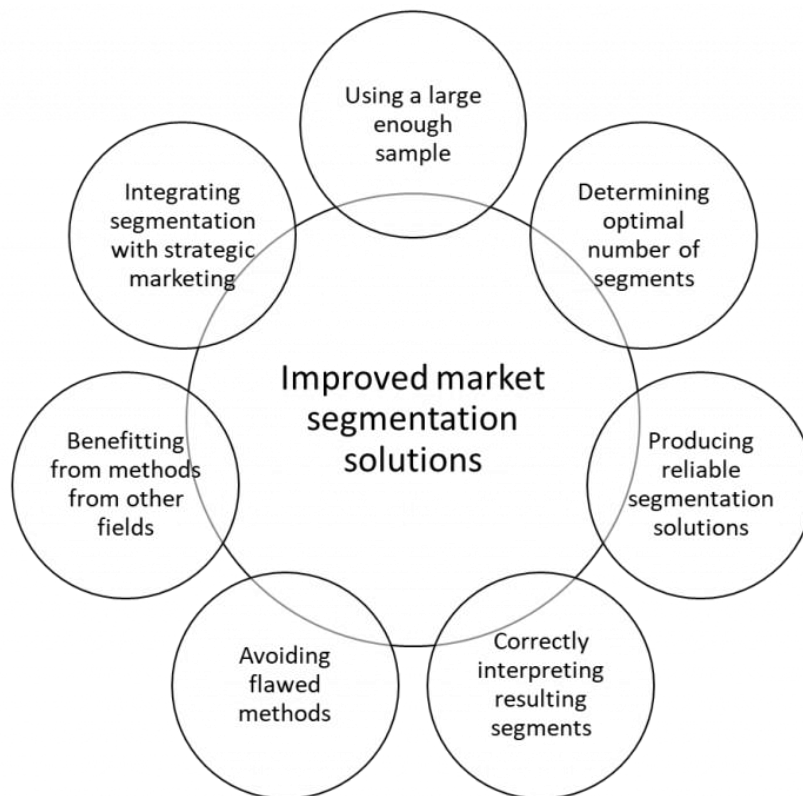 Using a large
enough
sample
Determining
optimal
number of
segments
Producing
reliable
segmentation
solutions
Correctly
interpreting
resulting
segments
Avoiding
flawed
methods
Benefitting
from methods
from other
fields
Integrating
segmentation
with strategic
marketing
Improved market
segmentation
solutions